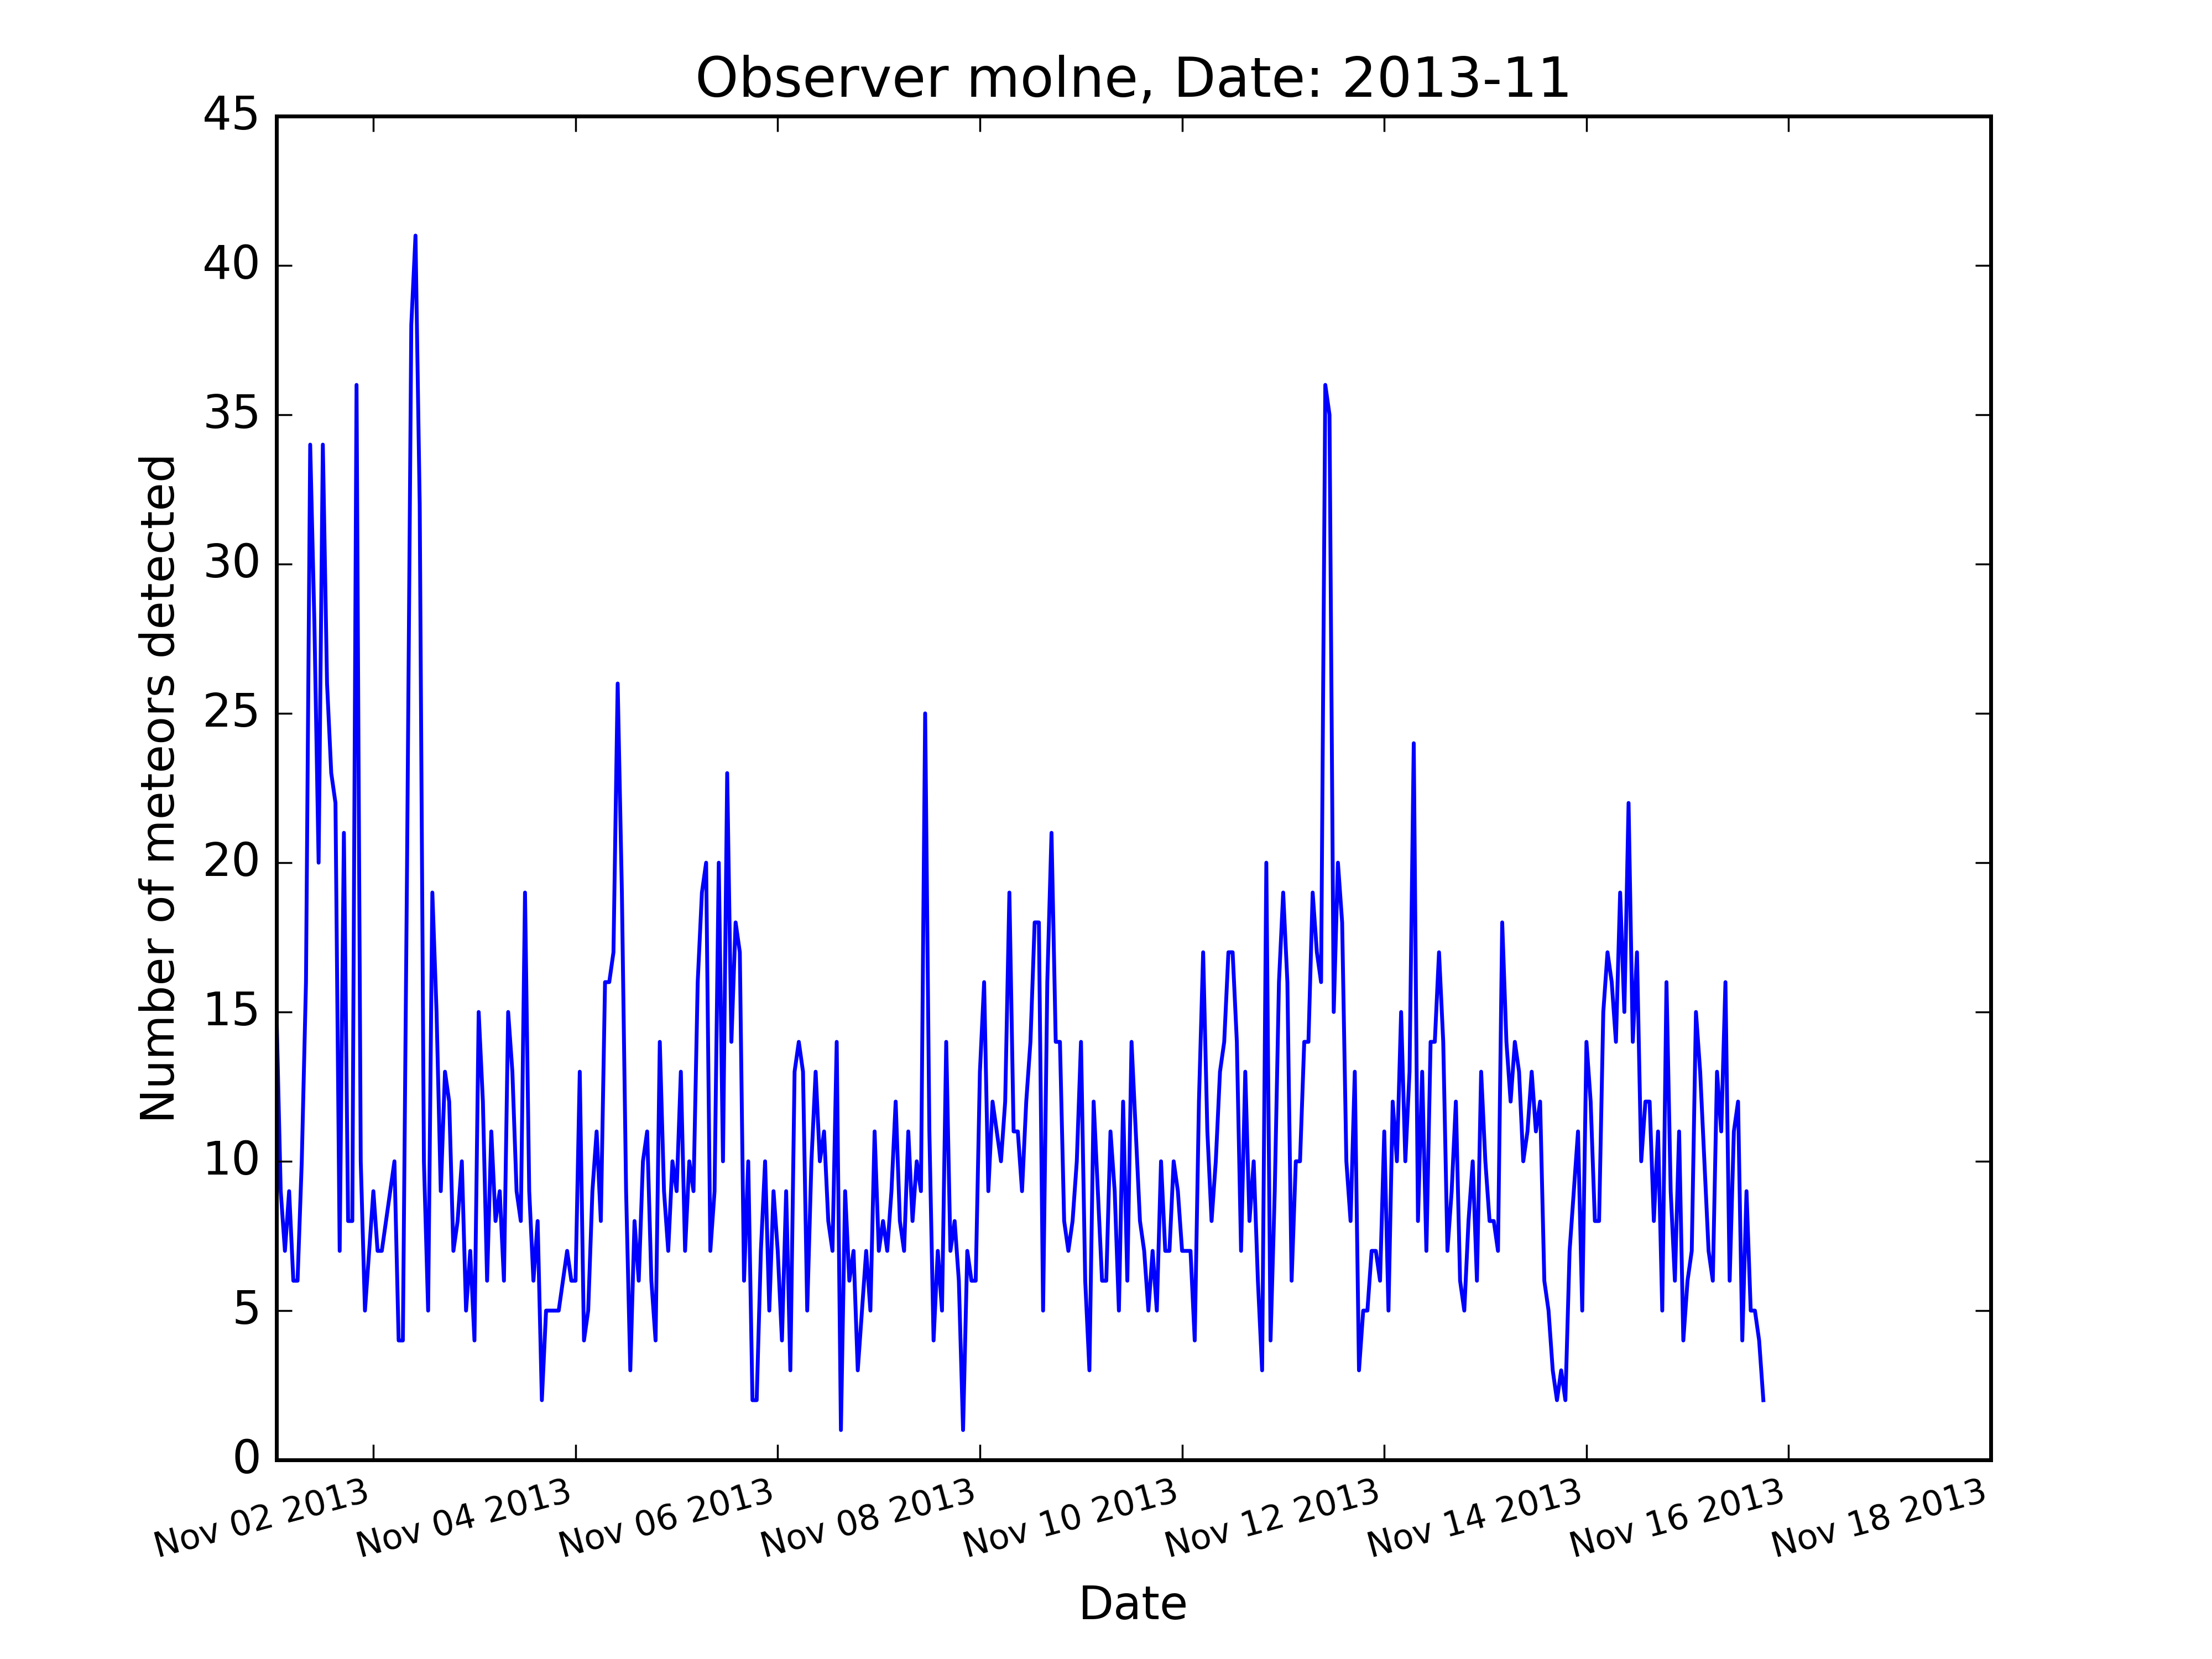 Observer molne, Date: 2013-11
Number of meteors detected
45
40
35
30
25
20
15
10
5
0
Nov 02 2013
Nov 04 2013
Nov 06 2013
Nov 08 2013
Nov 10 2013
Nov 12 2013
Nov 14 2013
Nov 16 2013
Nov 18 2013
Date